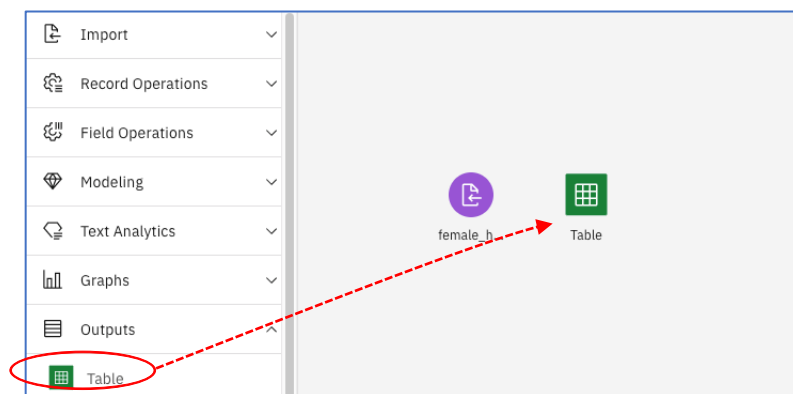 Import
Record Operations
Field Operations
Modeling
Text Analytics
Graphs
Outputs
Table
female_h...
Table